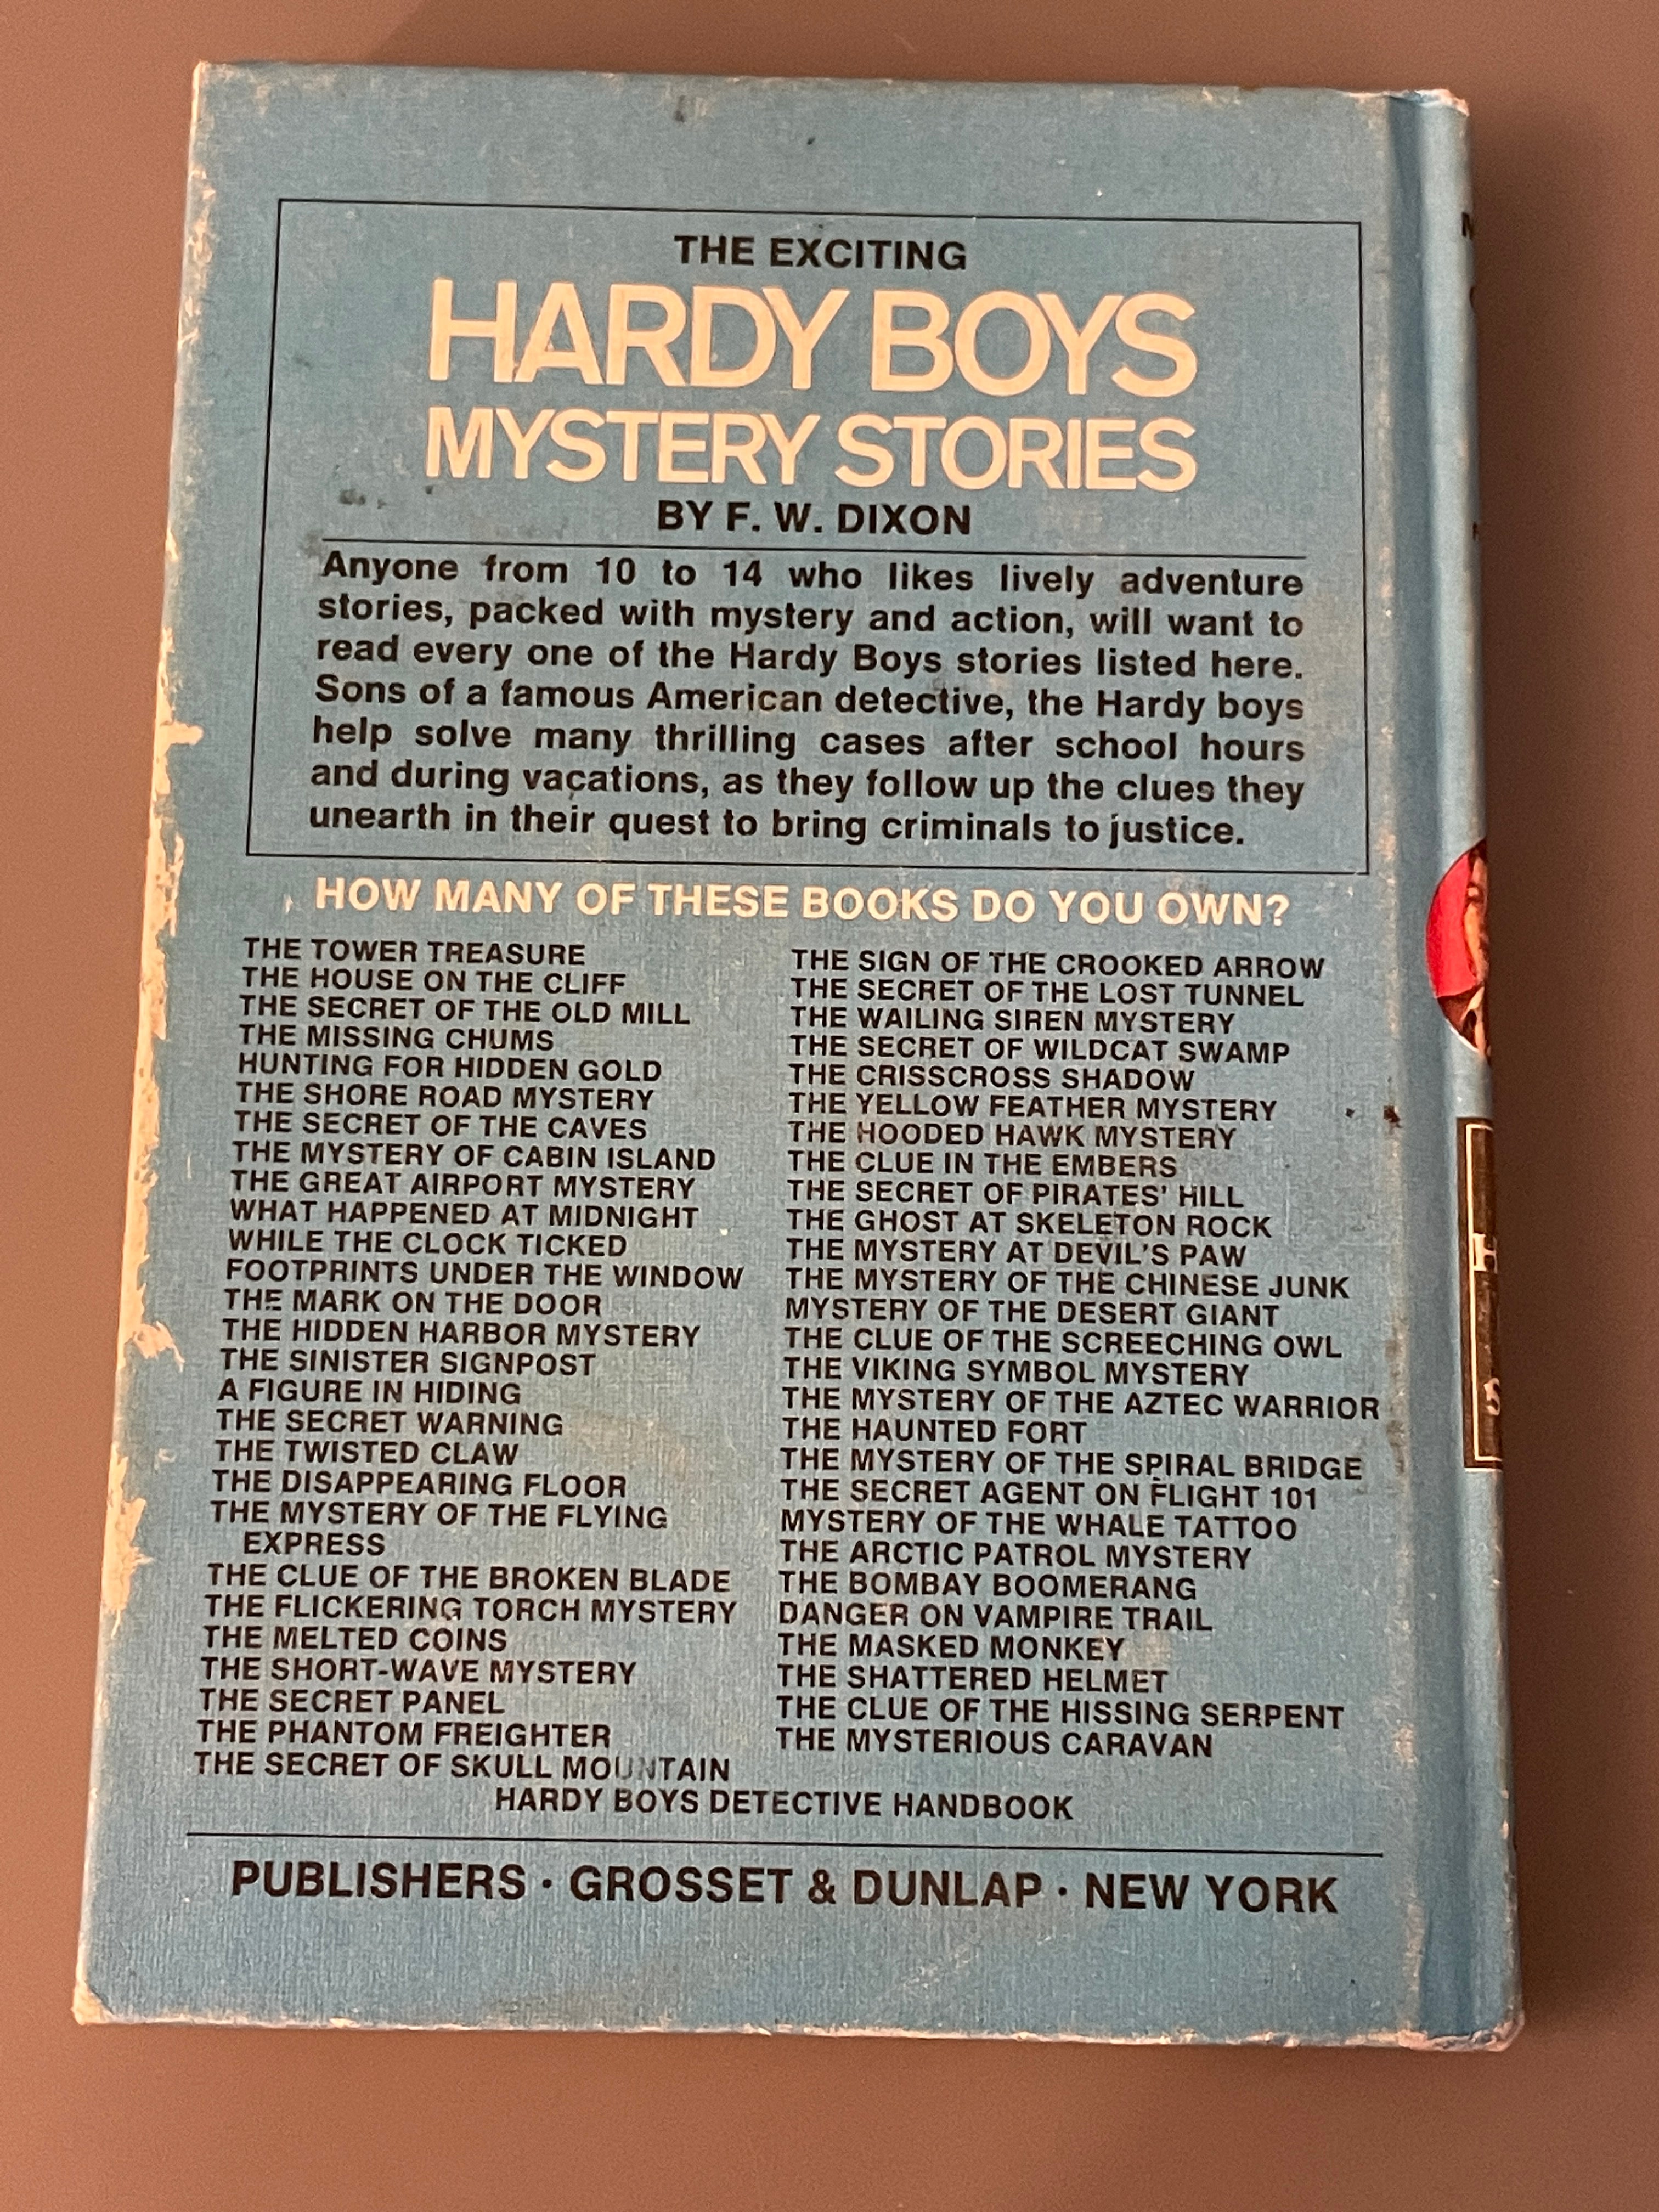 THE EXCITING
HARDY BOYS
MYSTERY STORIES
BY F. W. DIXON
Anyone from 10 to 14 who likes lively adventure
stories, packed with mystery and action, will want to
read every one of the Hardy Boys stories listed here.
Sons of a famous American detective, the Hardy boys
help solve many thrilling cases after school hours
and during vacations, as they follow up the clues they
unearth in their quest to bring criminals to justice.
HOW MANY OF THESE BOOKS DO YOU OWN?
THE TOWER TREASURE
THE HOUSE ON THE CLIFF
THE SECRET OF THE OLD MILL
THE MISSING CHUMS
HUNTING FOR HIDDEN GOLD
THE SHORE ROAD MYSTERY
THE SECRET OF THE CAVES
THE MYSTERY OF CABIN ISLAND
THE GREAT AIRPORT MYSTERY
WHAT HAPPENED AT MIDNIGHT
WHILE THE CLOCK TICKED
FOOTPRINTS UNDER THE WINDOW
THE MARK ON THE DOOR
THE HIDDEN HARBOR MYSTERY
THE SINISTER SIGNPOST
A FIGURE IN HIDING
THE SECRET WARNING
THE TWISTED CLAW
THE DISAPPEARING FLOOR
THE MYSTERY OF THE FLYING
EXPRESS
THE CLUE OF THE BROKEN BLADE
THE FLICKERING TORCH MYSTERY
THE MELTED COINS
THE SHORT-WAVE MYSTERY
THE SECRET PANEL
THE PHANTOM FREIGHTER
THE SECRET OF SKULL MOUNTAIN
THE SIGN OF THE CROOKED ARROW
THE SECRET OF THE LOST TUNNEL
THE WAILING SIREN MYSTERY
THE SECRET OF WILDCAT SWAMP
THE CRISSCROSS SHADOW
THE YELLOW FEATHER MYSTERY
THE HOODED HAWK MYSTERY
THE CLUE IN THE EMBERS
THE SECRET OF PIRATES' HILL
THE GHOST AT SKELETON ROCK
THE MYSTERY AT DEVIL'S PAW
THE MYSTERY OF THE CHINESE JUNK
MYSTERY OF THE DESERT GIANT
THE CLUE OF THE SCREECHING OWL
THE VIKING SYMBOL MYSTERY
THE MYSTERY OF THE AZTEC WARRIOR
THE HAUNTED FORT
THE MYSTERY OF THE SPIRAL BRIDGE
THE SECRET AGENT ON FLIGHT 101
MYSTERY OF THE WHALE TATTOO
THE ARCTIC PATROL MYSTERY
THE BOMBAY BOOMERANG
DANGER ON VAMPIRE TRAIL
THE MASKED MONKEY
THE SHATTERED HELMET
THE CLUE OF THE HISSING SERPENT
THE MYSTERIOUS CARAVAN
HARDY BOYS DETECTIVE HANDBOOK
PUBLISHERS · GROSSET & DUNLAP · NEW YORK